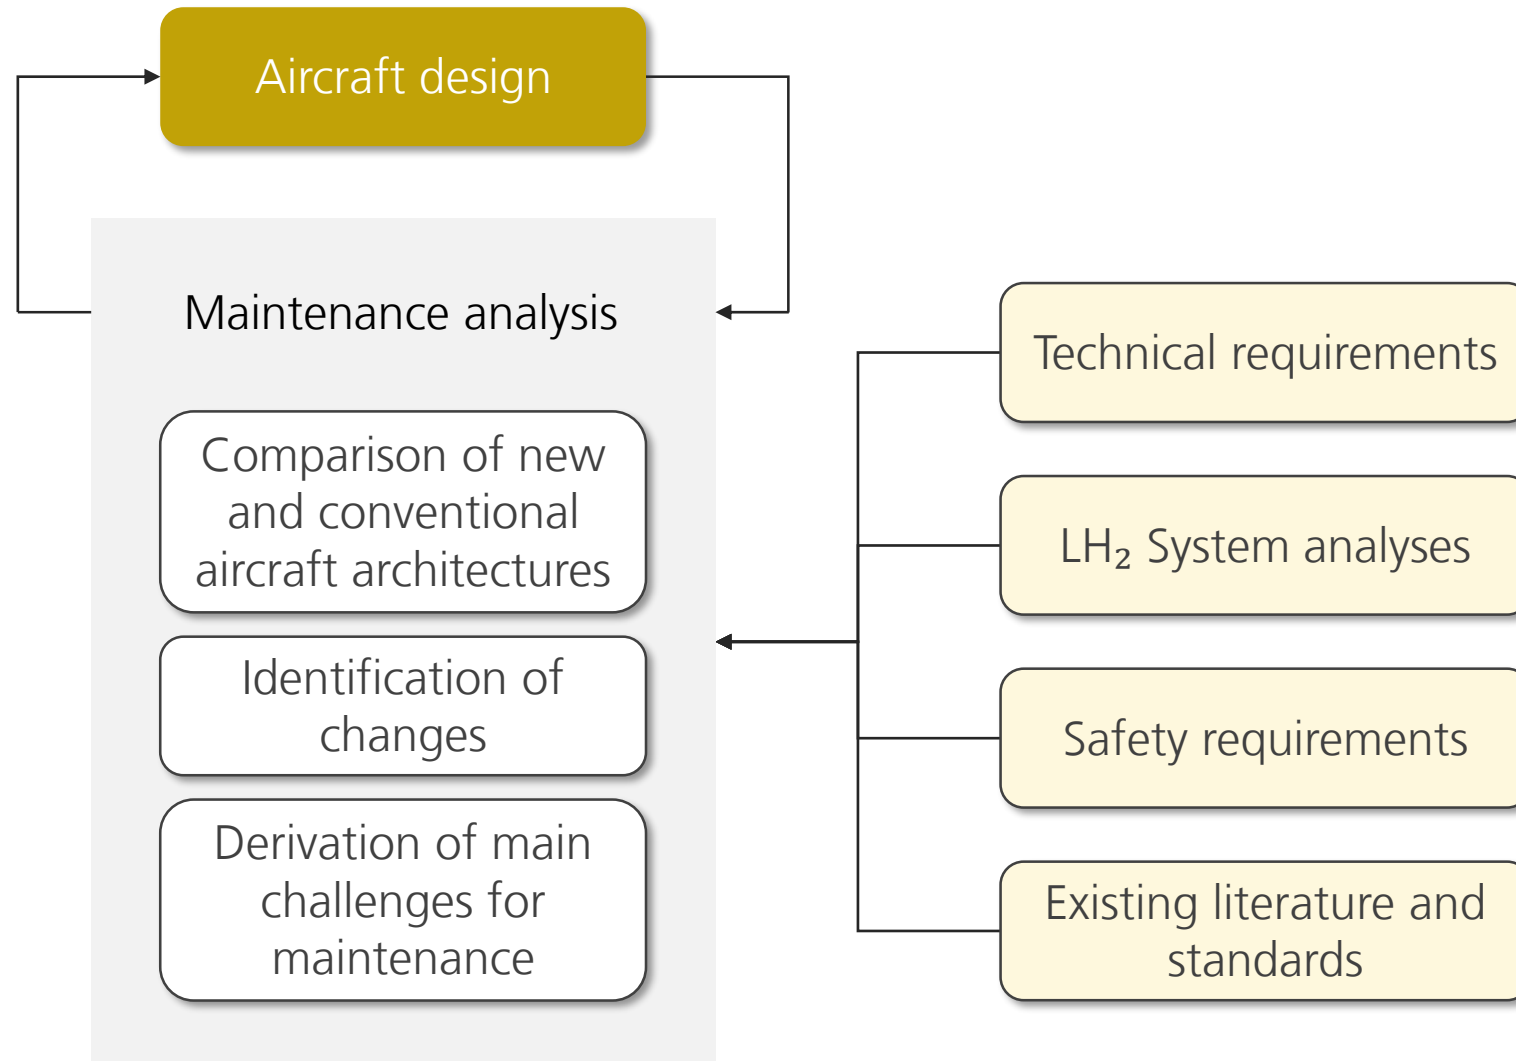 Aircraft design
Maintenance analysis
Comparison of new
and conventional
aircraft architectures
Identification of
changes
Derivation of main
challenges for
maintenance
Technical requirements
LH₂ System analyses
Safety requirements
Existing literature and
standards